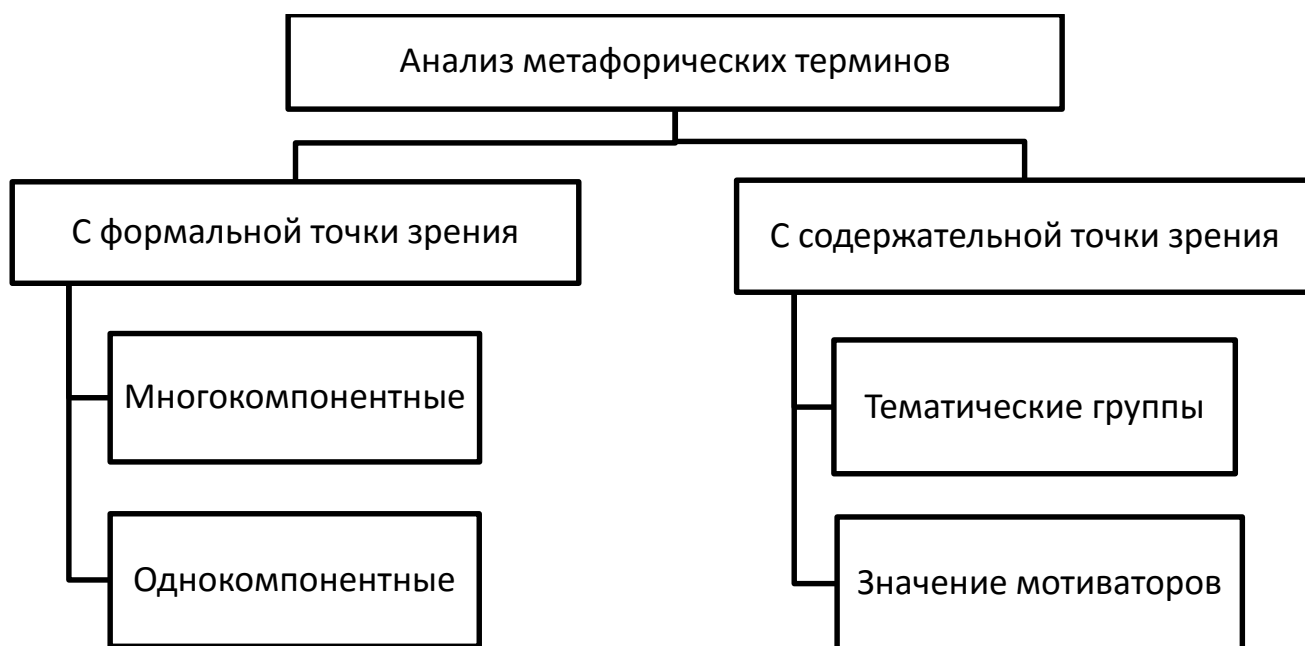 Анализ метафорических терминов
С формальной точки зрения
С содержательной точки зрения
Многокомпонентные
Тематические группы
Однокомпонентные
Значение мотиваторов